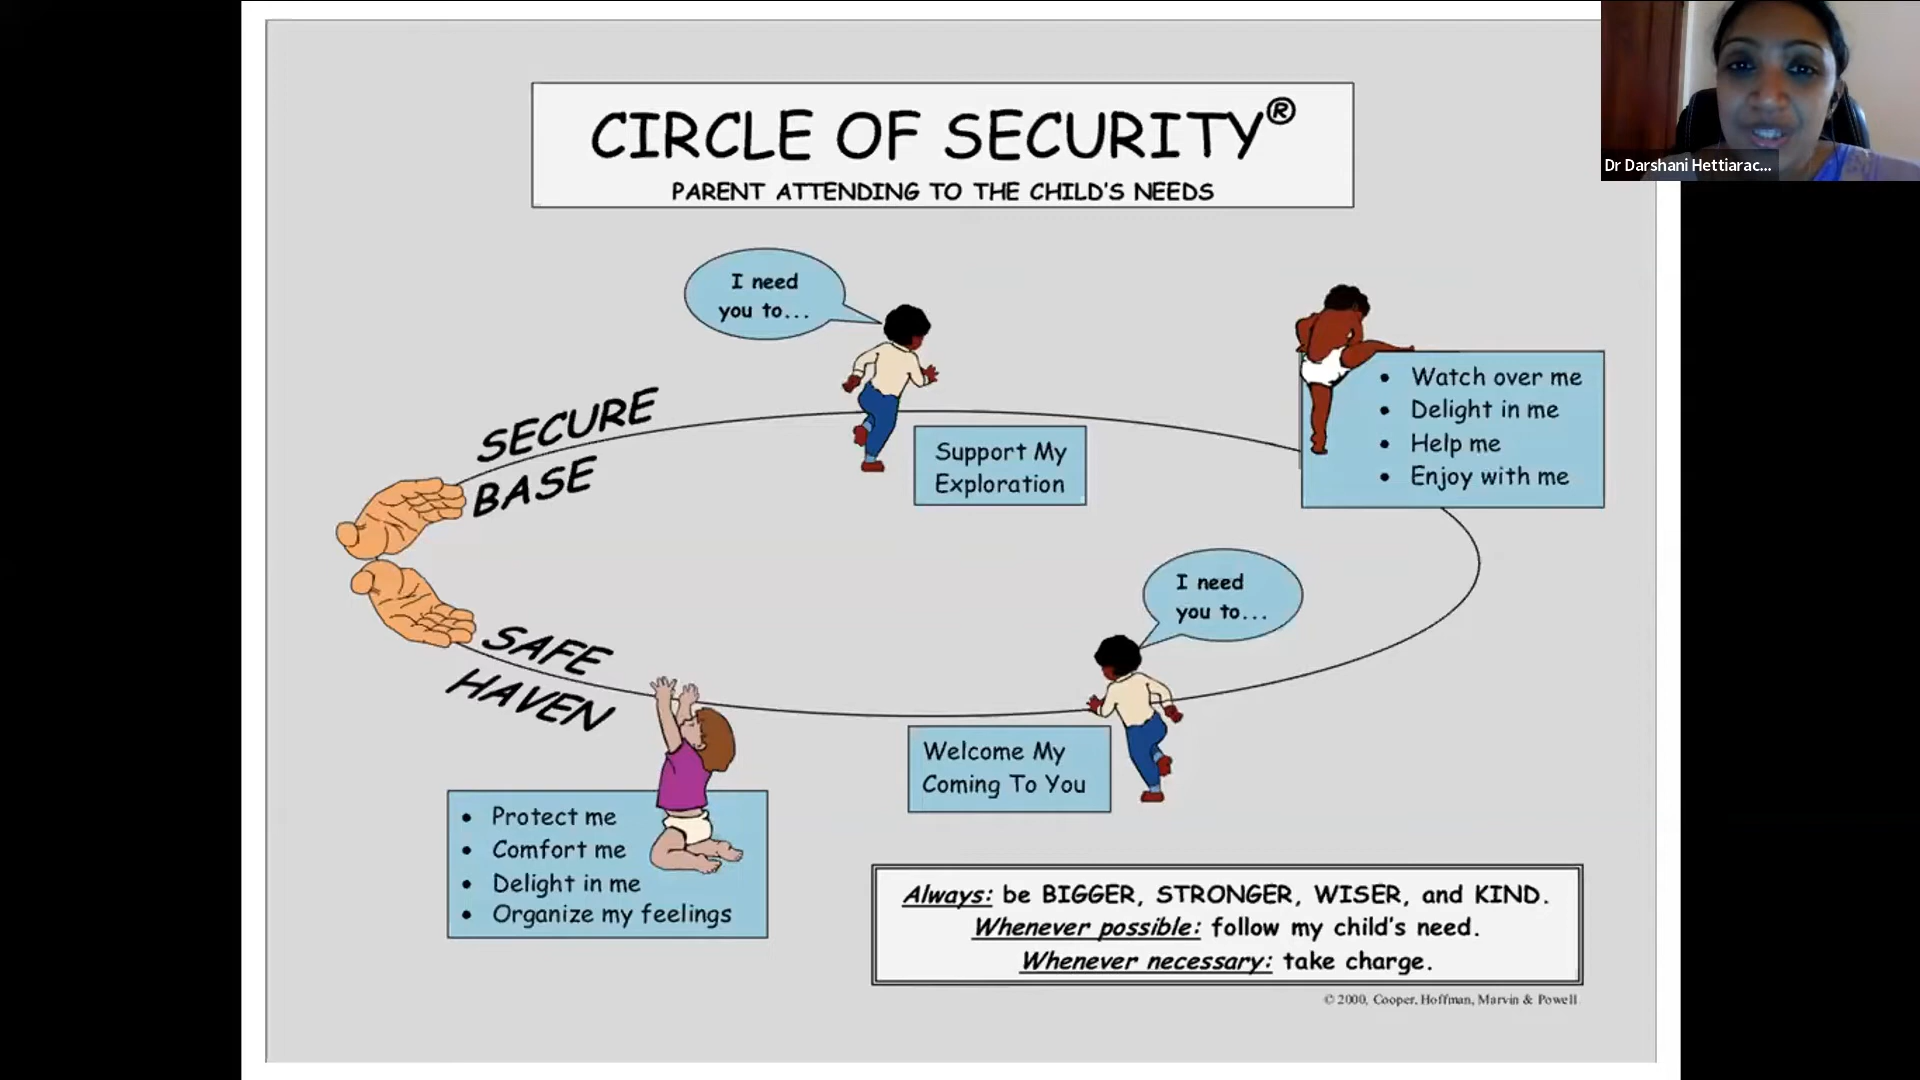 CIRCLE OF SECURITY®
PARENT ATTENDING TO THE CHILD'S NEEDS
Dr Darshani Hettiarac...
I need
you to...
SECURE
BASE
Support My
Exploration
• Watch over me
• Delight in me
• Help me
• Enjoy with me
I need
you to...
SAFE
HAVEN
Welcome My
Coming To You
• Protect me
• Comfort me
• Delight in me
• Organize my feelings
Always: be BIGGER, STRONGER, WISER, and KIND.
Whenever possible: follow my child's need.
Whenever necessary: take charge.
© 2000, Cooper, Hoffman, Marvin & Powell